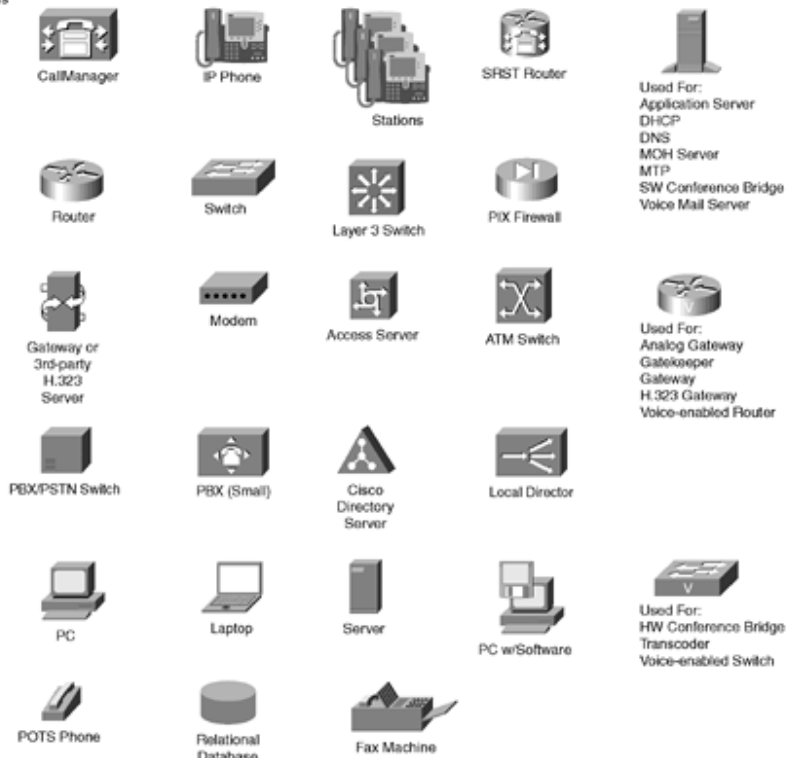 CallManager
IP Phone
Stations
SRST Router
Used For:
Application Server
DHCP
DNS
MOH Server
MTP
SW Conference Bridge
Voice Mail Server
Router
Switch
Layer 3 Switch
PIX Firewall
Gateway or
3rd-party
H.323
Server
Modem
Access Server
ATM Switch
V
Used For:
Analog Gateway
Gatekeeper
Gateway
H.323 Gateway
Voice-enabled Router
PBX/PSTN Switch
PBX (Small)
Cisco
Directory
Server
Local Director
PC
Laptop
Server
PC w/Software
V
Used For:
HW Conference Bridge
Transcoder
Voice-enabled Switch
POTS Phone
Relational
Database
Fax Machine